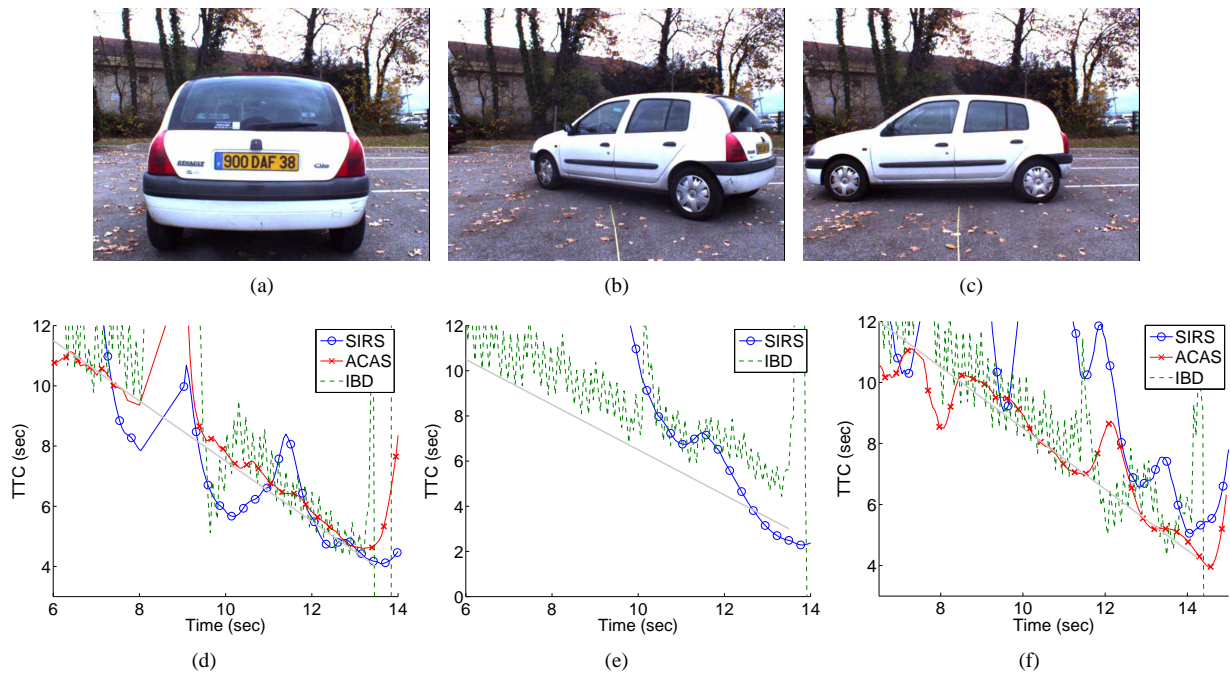 RENAULT
900 DAF 38
Clio
(a)
(b)
(c)
12
10
8
6
4
TTC (sec)
6
8
10
12
14
Time (sec)
SIRS
ACAS
IBD
(d)
12
10
8
6
4
2
0
TTC (sec)
6
8
10
12
14
Time (sec)
SIRS
IBD
(e)
12
10
8
6
4
TTC (sec)
8
10
12
14
Time (sec)
SIRS
ACAS
IBD
(f)